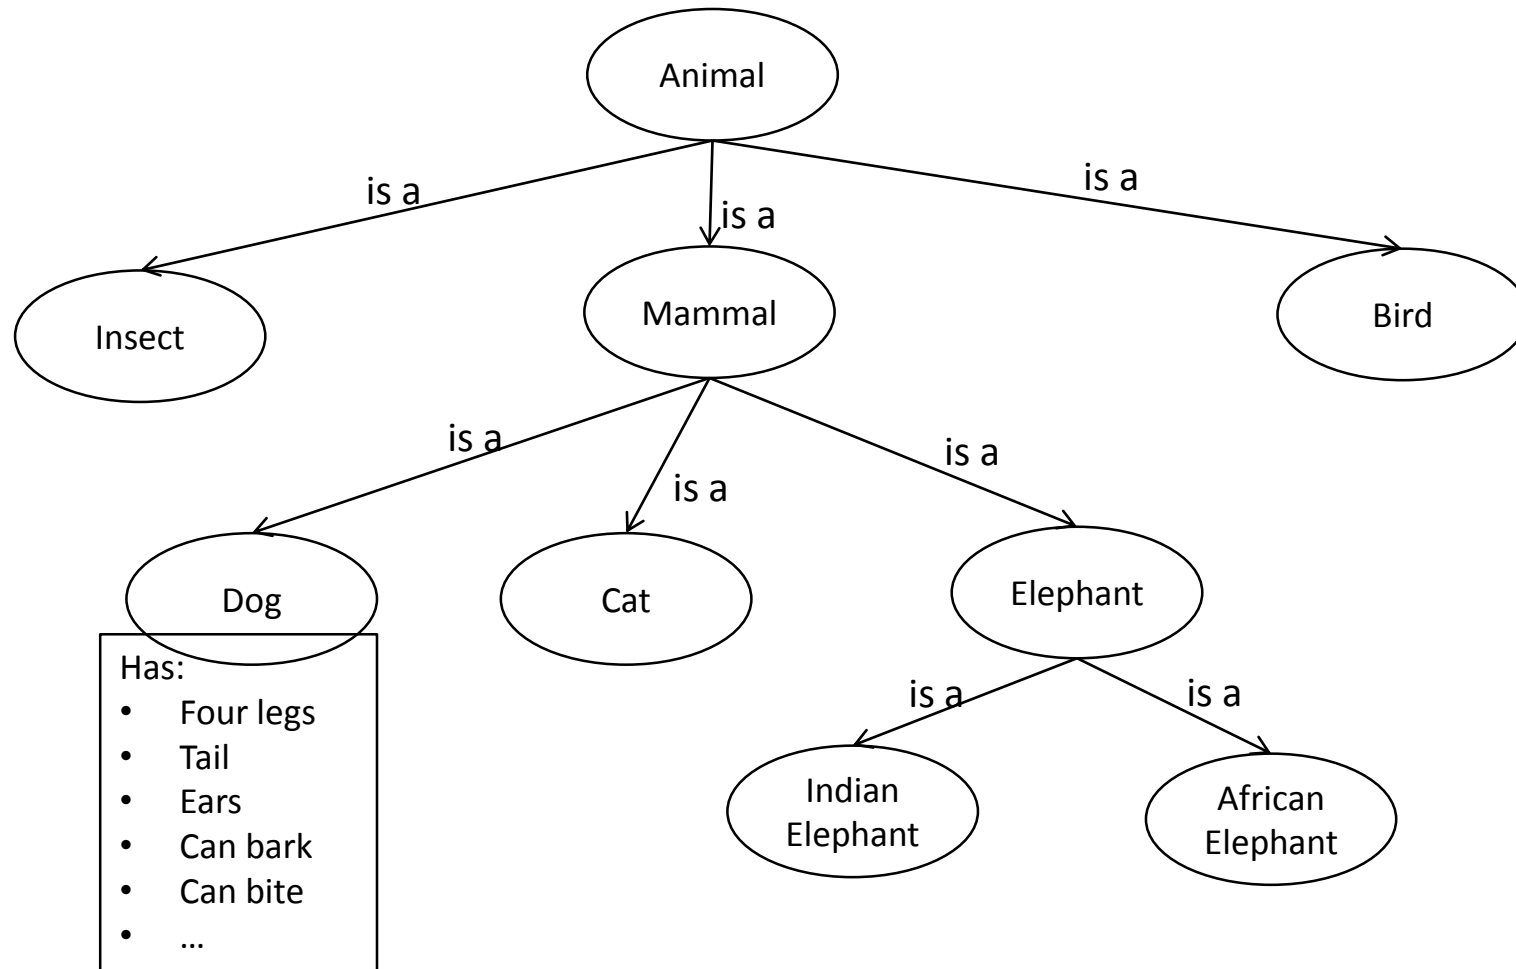 Animal
is a
is a
is a
Insect
Mammal
Bird
is a
is a
is a
Dog
Cat
Elephant
Has:
• Four legs
• Tail
• Ears
• Can bark
• Can bite
• ...
is a
is a
Indian
Elephant
African
Elephant